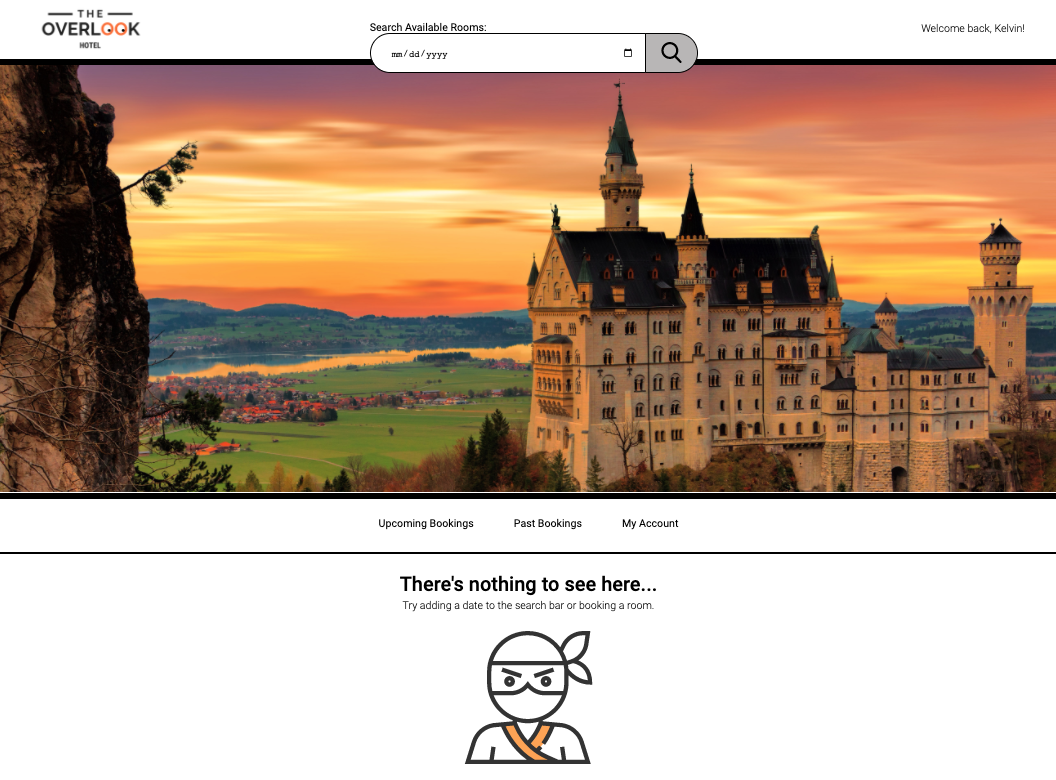 THE
OVERLOOK
HOTEL
Search Available Rooms:
mm/dd/yyyy
Welcome back, Kelvin!
Upcoming Bookings
Past Bookings
My Account
There's nothing to see here...
Try adding a date to the search bar or booking a room.